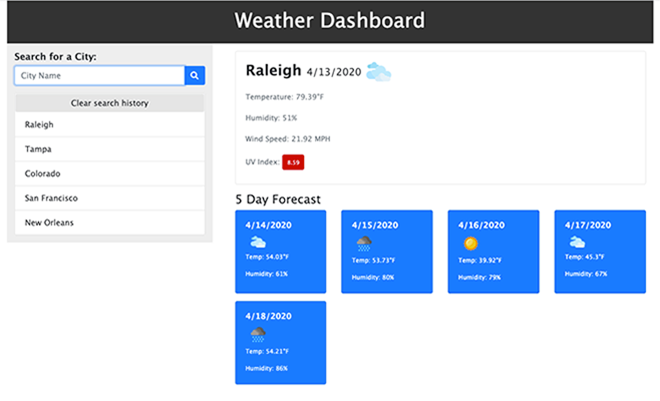 Weather Dashboard
Search for a City:
City Name
Clear search history
Raleigh
Tampa
Colorado
San Francisco
New Orleans
Raleigh 4/13/2020
Temperature: 79.39°F
Humidity: 51%
Wind Speed: 21.92 MPH
UV Index: 8.59
5 Day Forecast
4/14/2020
Temp: 54.03°F
Humidity: 61%
4/15/2020
Temp: 53.73°F
Humidity: 80%
4/16/2020
Temp: 39.92°F
Humidity: 79%
4/17/2020
Temp: 45.3°F
Humidity: 67%
4/18/2020
Temp: 54.21°F
Humidity: 86%